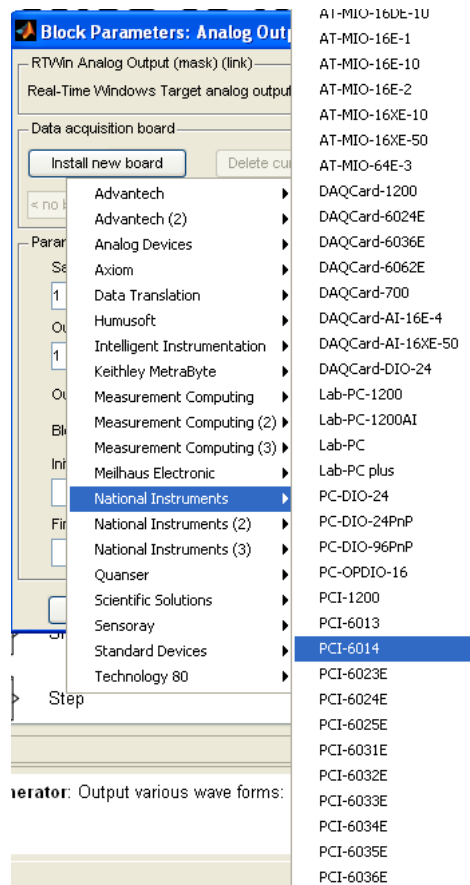 Block Parameters: Analog Outp
RTWin Analog Output (mask) (link)
Real-Time Windows Target analog output
Data acquisition board
Install new board
Delete cu
< no b
Parar
Sa
1
Ou
1
Ou
Blo
Ini
Fin
Advantech
Advantech (2)
Analog Devices
Axiom
Data Translation
Humusoft
Intelligent Instrumentation
Keithley MetraByte
Measurement Computing
Measurement Computing (2)
Measurement Computing (3)
Meilhaus Electronic
National Instruments
National Instruments (2)
National Instruments (3)
Quanser
Scientific Solutions
Sensoray
Standard Devices
Technology 80
Step
nerator: Output various wave forms:
AT-MIO-16DE-10
AT-MIO-16E-1
AT-MIO-16E-10
AT-MIO-16E-2
AT-MIO-16XE-10
AT-MIO-16XE-50
AT-MIO-64E-3
DAQCard-1200
DAQCard-6024E
DAQCard-6036E
DAQCard-6062E
DAQCard-700
DAQCard-AI-16E-4
DAQCard-AI-16XE-50
DAQCard-DIO-24
Lab-PC-1200
Lab-PC-1200AI
Lab-PC
Lab-PC plus
PC-DIO-24
PC-DIO-24PnP
PC-DIO-96PnP
PC-OPDIO-16
PCI-1200
PCI-6013
PCI-6014
PCI-6023E
PCI-6024E
PCI-6025E
PCI-6031E
PCI-6032E
PCI-6033E
PCI-6034E
PCI-6035E
PCI-6036E